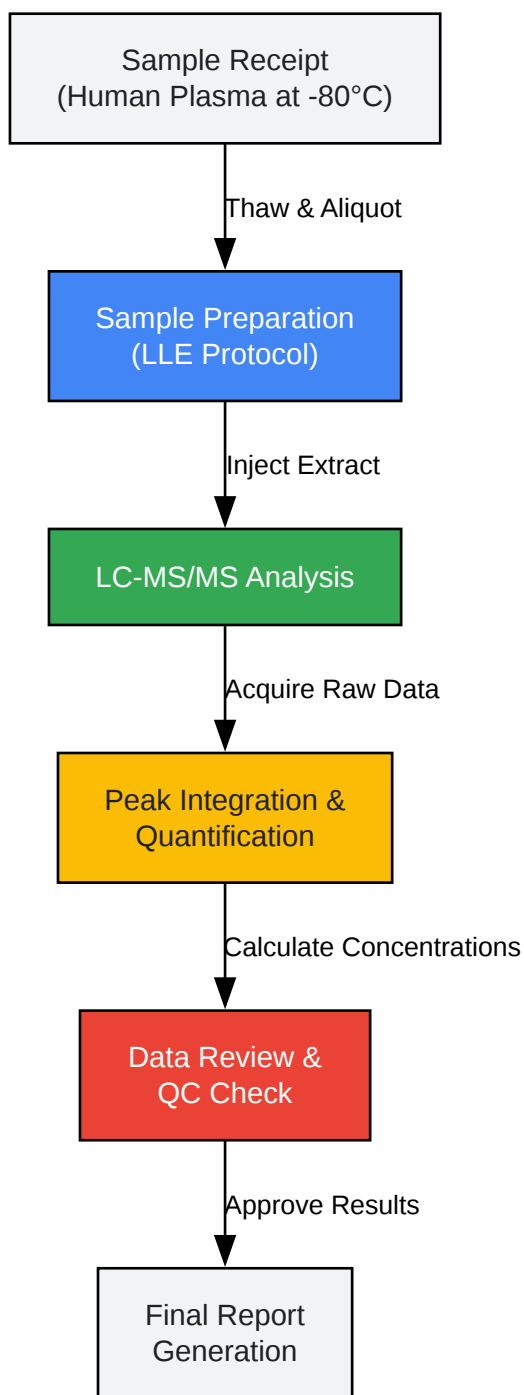 Sample Receipt
(Human Plasma at -80°C)
Thaw & Aliquot
Sample Preparation
(LLE Protocol)
Inject Extract
LC-MS/MS Analysis
Acquire Raw Data
Peak Integration &
Quantification
Calculate Concentrations
Data Review &
QC Check
Approve Results
Final Report
Generation